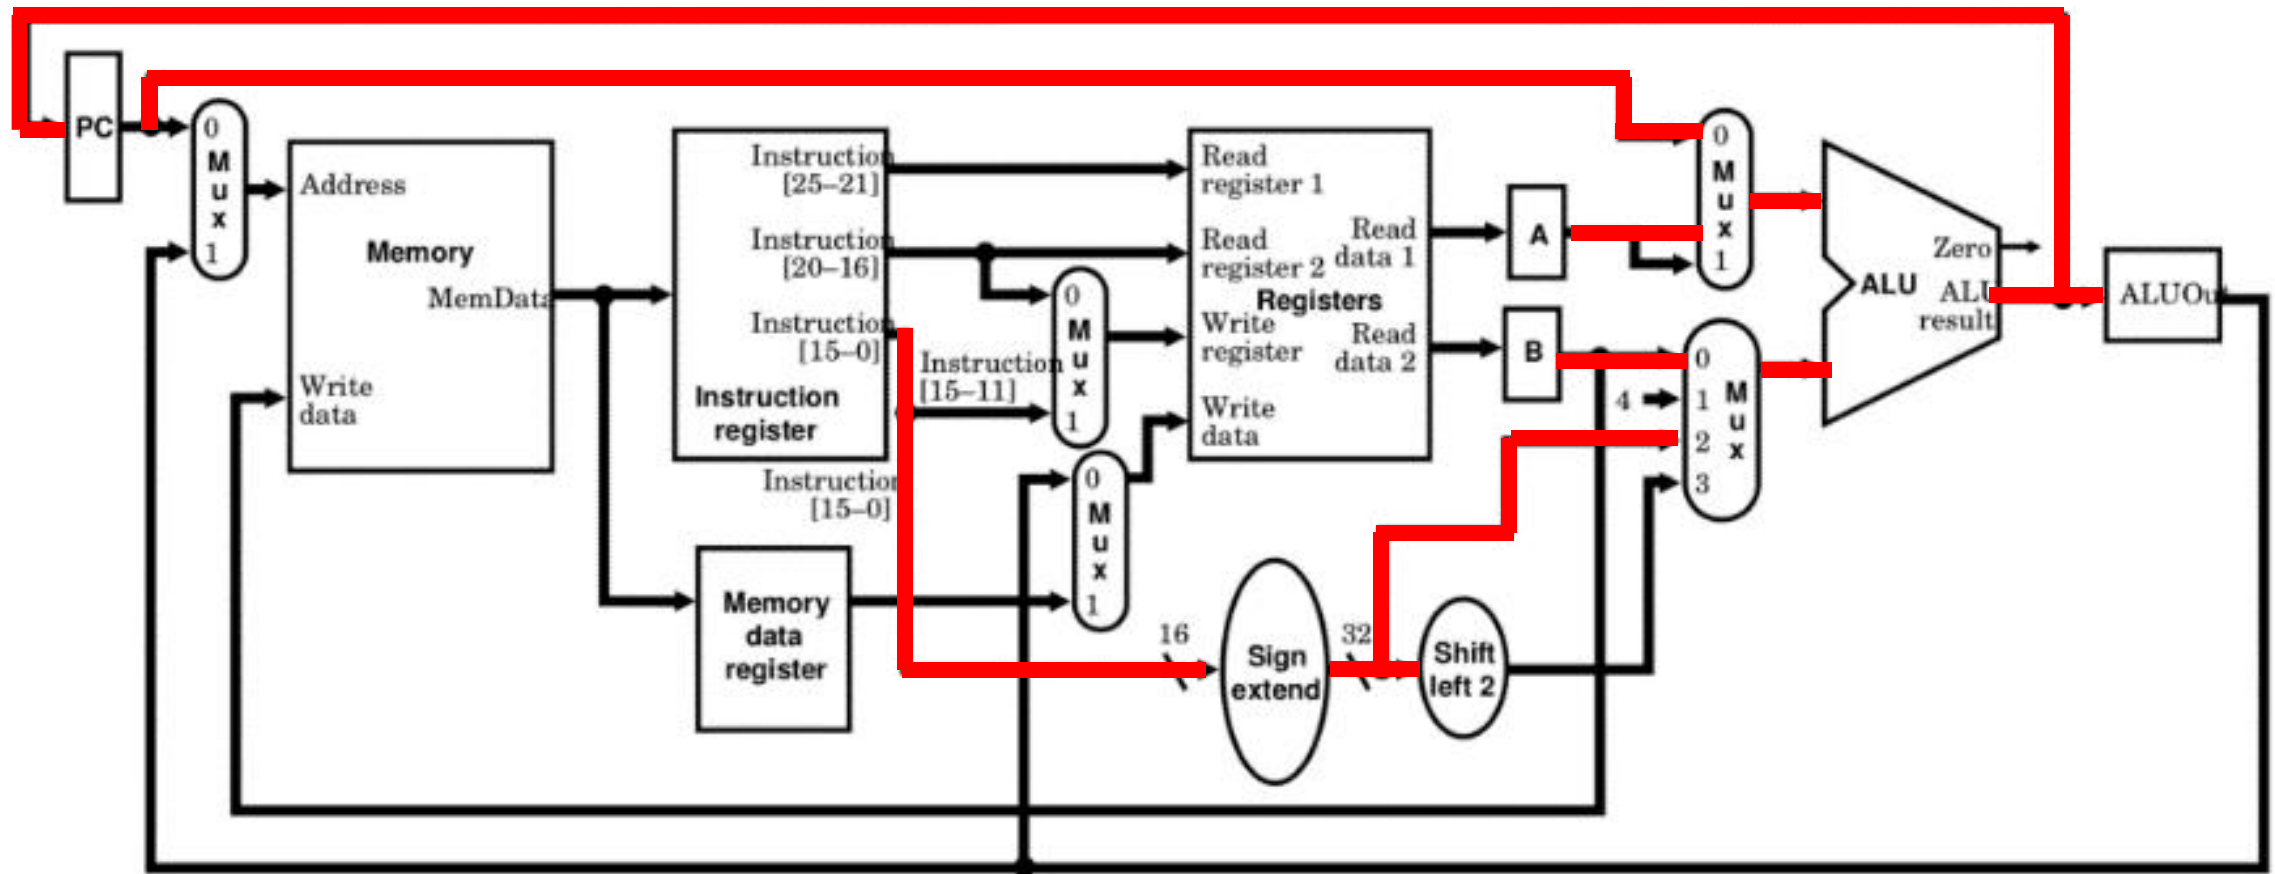 PC
0
M
u
x
1
Address
Memory
MemData
Write
data
Instruction
[25–21]
Instruction
[20–16]
Instruction
[15–0]
Instruction
register
Instruction
[15–11]
Instruction
[15–0]
Memory
data
register
0
M
u
x
1
0
M
u
x
1
Read
register 1
Read
register 2
Registers
Write
register
Write
data
Read
data 1
Read
data 2
16
Sign
extend
32
Shift
left 2
A
B
4
0
M
u
x
1
0
1
2
3
M
u
x
Zero
ALU
ALU
result
ALUOut